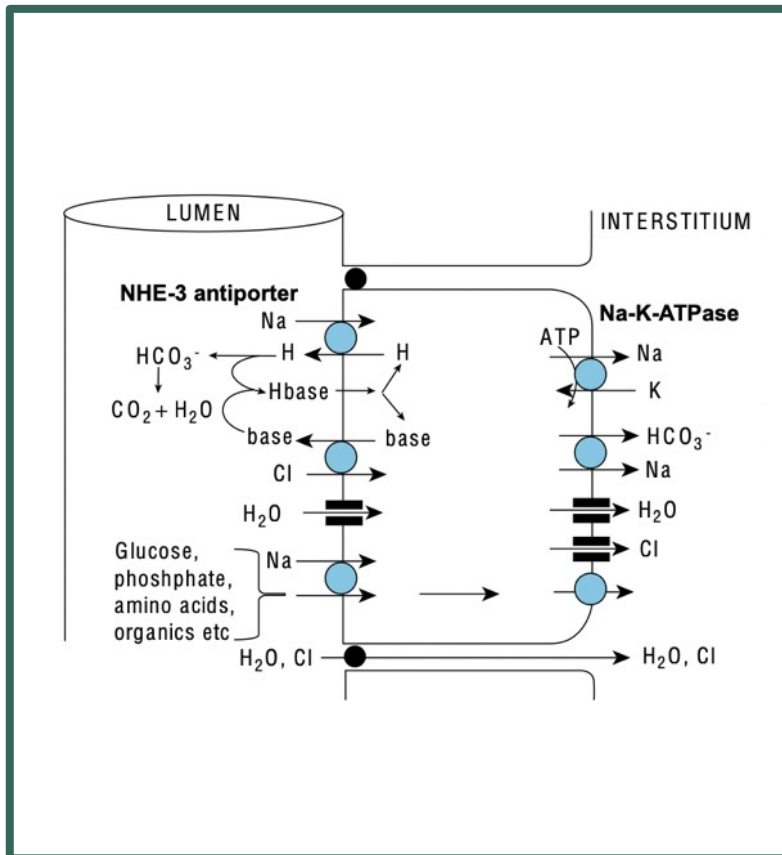 LUMEN
INTERSTITIUM
NHE-3 antiporter
Na-K-ATPase
Na
ATP
Na
HCO₃⁻
H
H
K
Hbase
CO₂ + H₂O
base
base
HCO₃⁻
Cl
Na
H₂O
H₂O
Cl
Glucose,
phoshphate,
amino acids,
organics etc
Na
H₂O, Cl
H₂O, Cl